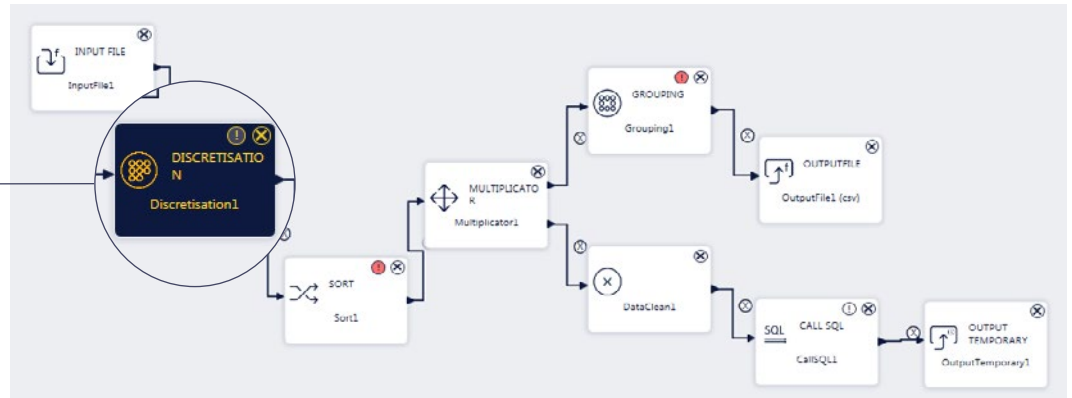 INPUT FILE
InputFile1
DISCRETISATIO
N
Discretisation1
SORT
Sort1
MULTIPLICATO
R
Multiplicator1
GROUPING
Grouping1
OUTPUTFILE
OutputFile1 (csv)
DataClean1
SQL
CALL SQL
CallSQL1
OUTPUT
TEMPORARY
OutputTemporary1